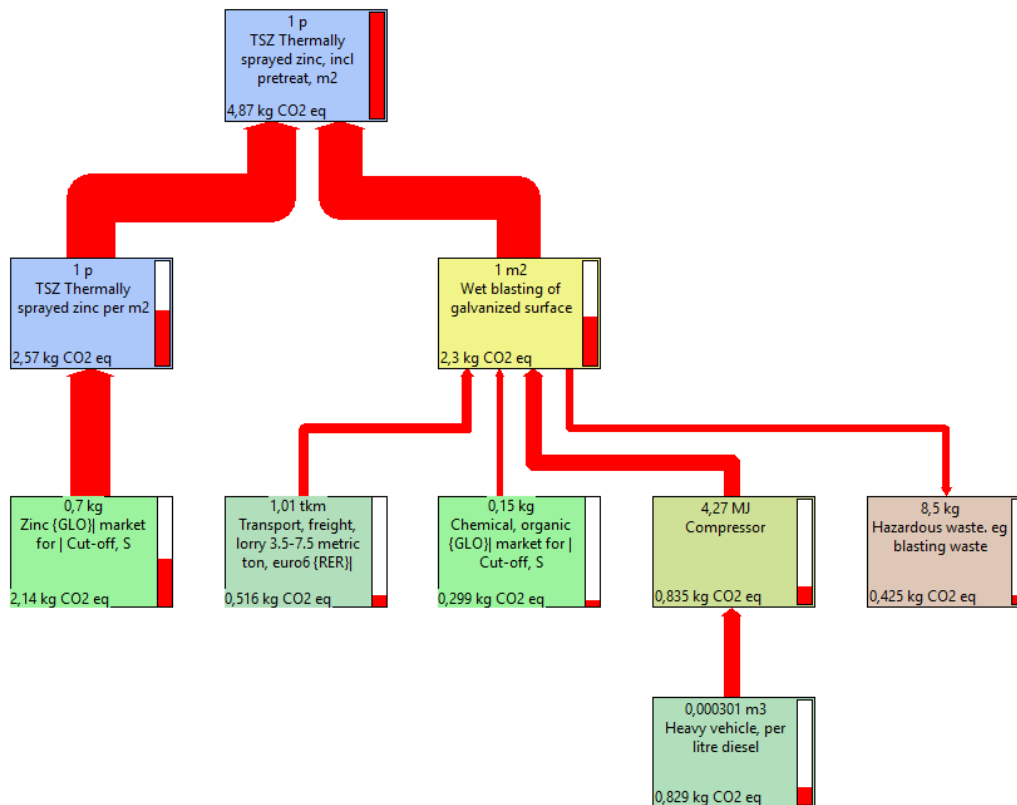 1 p
TSZ Thermally
sprayed zinc, incl
pretreat, m2
4,87 kg CO2 eq
1 p
TSZ Thermally
sprayed zinc per m2
2,57 kg CO2 eq
1 m2
Wet blasting of
galvanized surface
2,3 kg CO2 eq
0,7 kg
Zinc {GLO}| market
for | Cut-off, S
2,14 kg CO2 eq
1,01 tkm
Transport, freight,
lorry 3.5-7.5 metric
ton, euro6 {RER}|
0,516 kg CO2 eq
0,15 kg
Chemical, organic
{GLO}| market for |
Cut-off, S
0,299 kg CO2 eq
4,27 MJ
Compressor
0,835 kg CO2 eq
8,5 kg
Hazardous waste. eg
blasting waste
0,425 kg CO2 eq
0,000301 m3
Heavy vehicle, per
litre diesel
0,829 kg CO2 eq